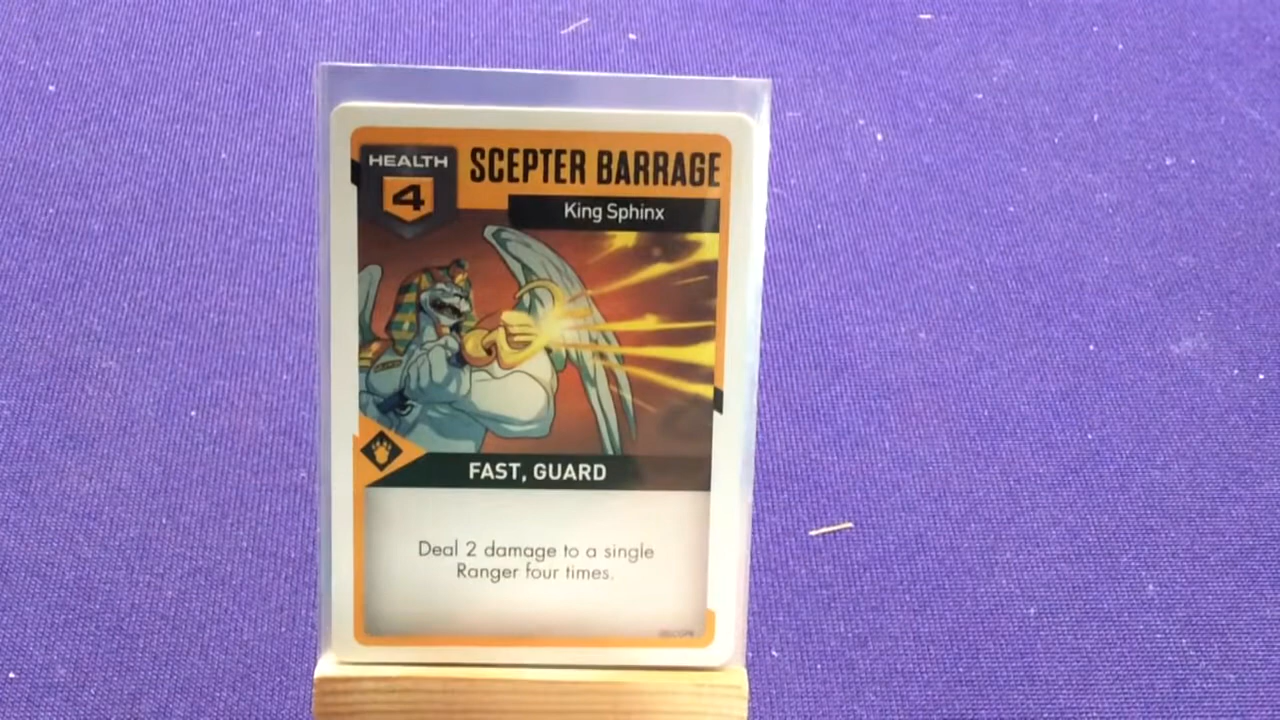 HEALTH
4
SCEPTER BARRAGE
King Sphinx
FAST, GUARD
Deal 2 damage to a single
Ranger four times.